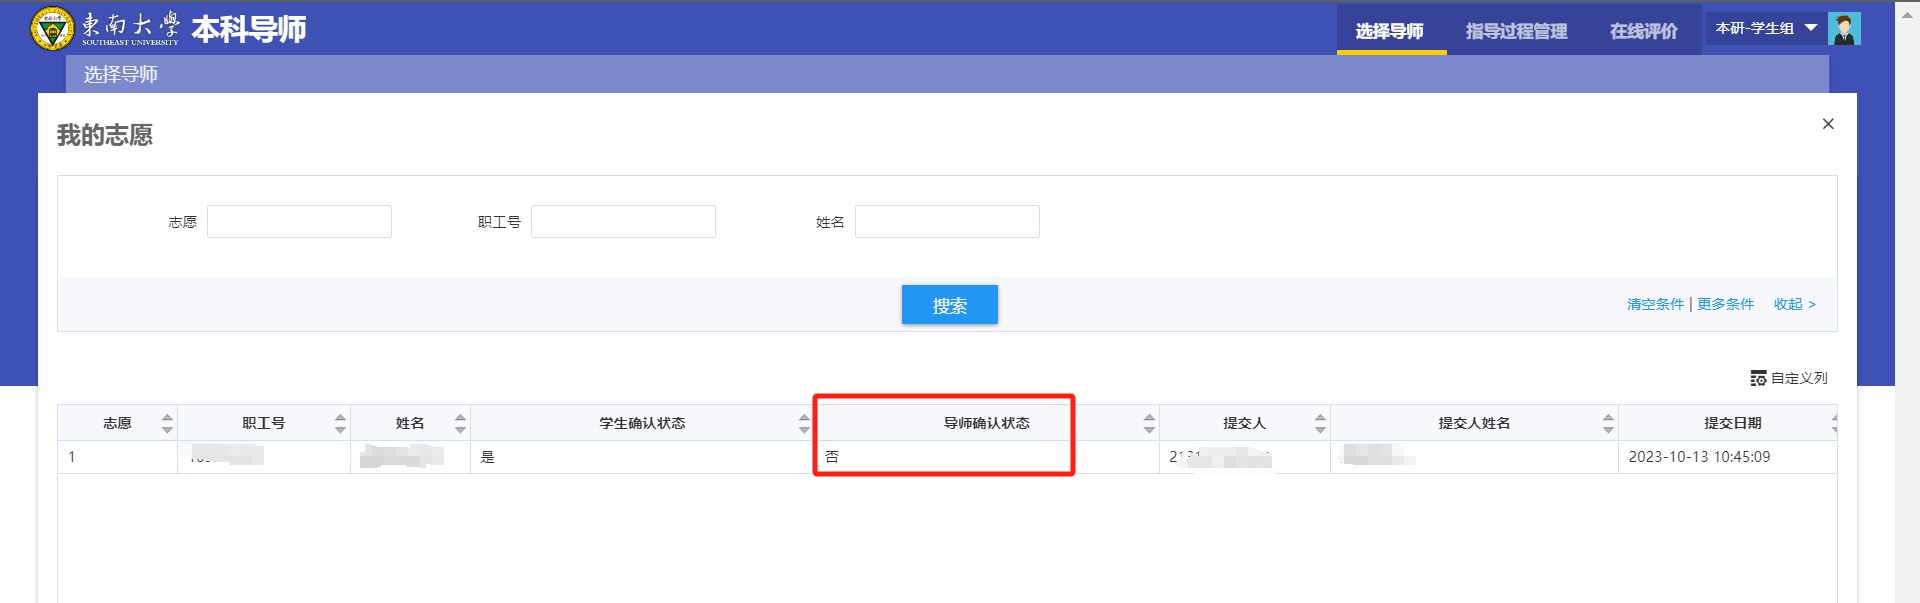 東南大學
SOUTHEAST UNIVERSITY
本科导师
选择导师 指导过程管理 在线评价 本研-学生组
选择导师
我的志愿
×
志愿 职工号 姓名
搜索
清空条件 | 更多条件 收起 >
自定义列
志愿 职工号 姓名 学生确认状态 导师确认状态 提交人 提交人姓名 提交日期
1 是 否 2023-10-13 10:45:09